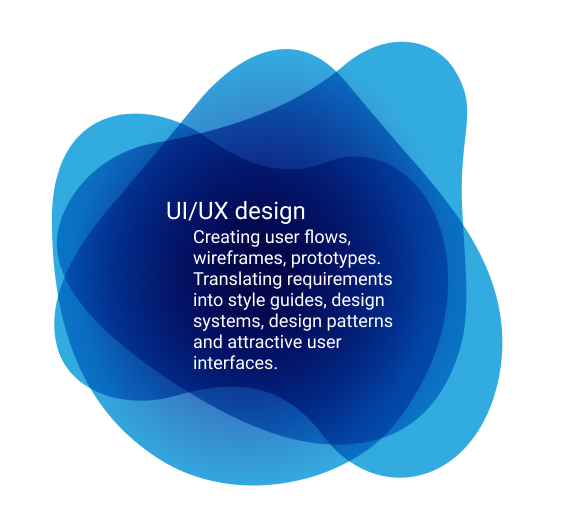 UI/UX design
Creating user flows,
wireframes, prototypes.
Translating requirements
into style guides, design
systems, design patterns
and attractive user
interfaces.